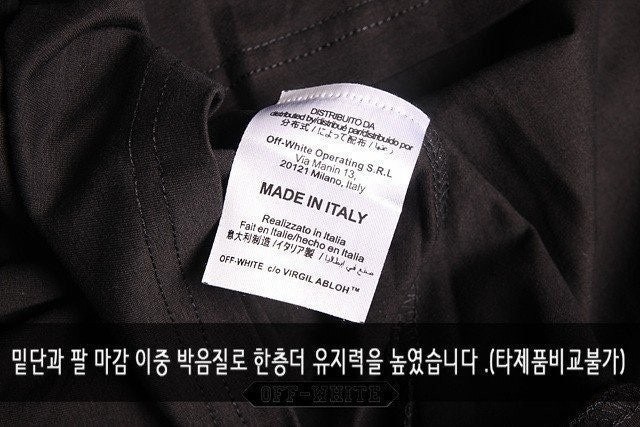 DISTRIBUITO DA
distributed by/distribué par/distribuido por
分布式 / によって配布 /
Off-White Operating S.R.L
Via Manin 13,
20121 Milano, Italy
MADE IN ITALY
Realizzato in Italia
Fait en Italie/hecho en Italia
意大利制造 /イタリア製 / صنع في إيطاليا
OFF-WHITE c/o VIRGIL ABLOH™
밑단과 팔 마감 이중 박음질로 한층더 유지력을 높였습니다 .(타제품비교불가)
OFF-WHITE